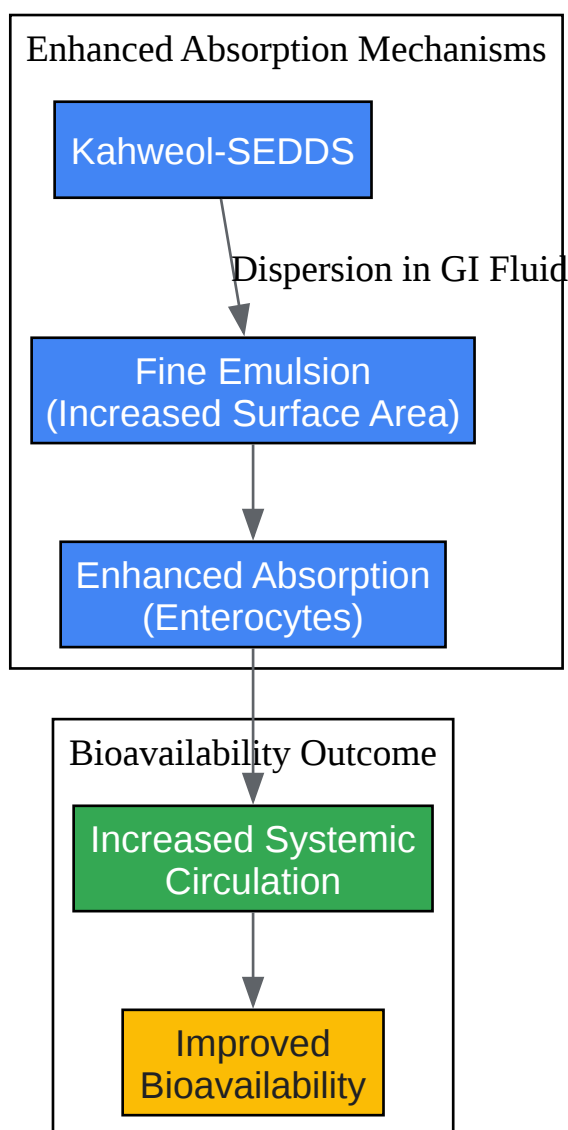 Enhanced Absorption Mechanisms
Kahweol-SEDDS
Dispersion in GI Fluid
Fine Emulsion
(Increased Surface Area)
Enhanced Absorption
(Enterocytes)
Bioavailability Outcome
Increased Systemic
Circulation
Improved
Bioavailability